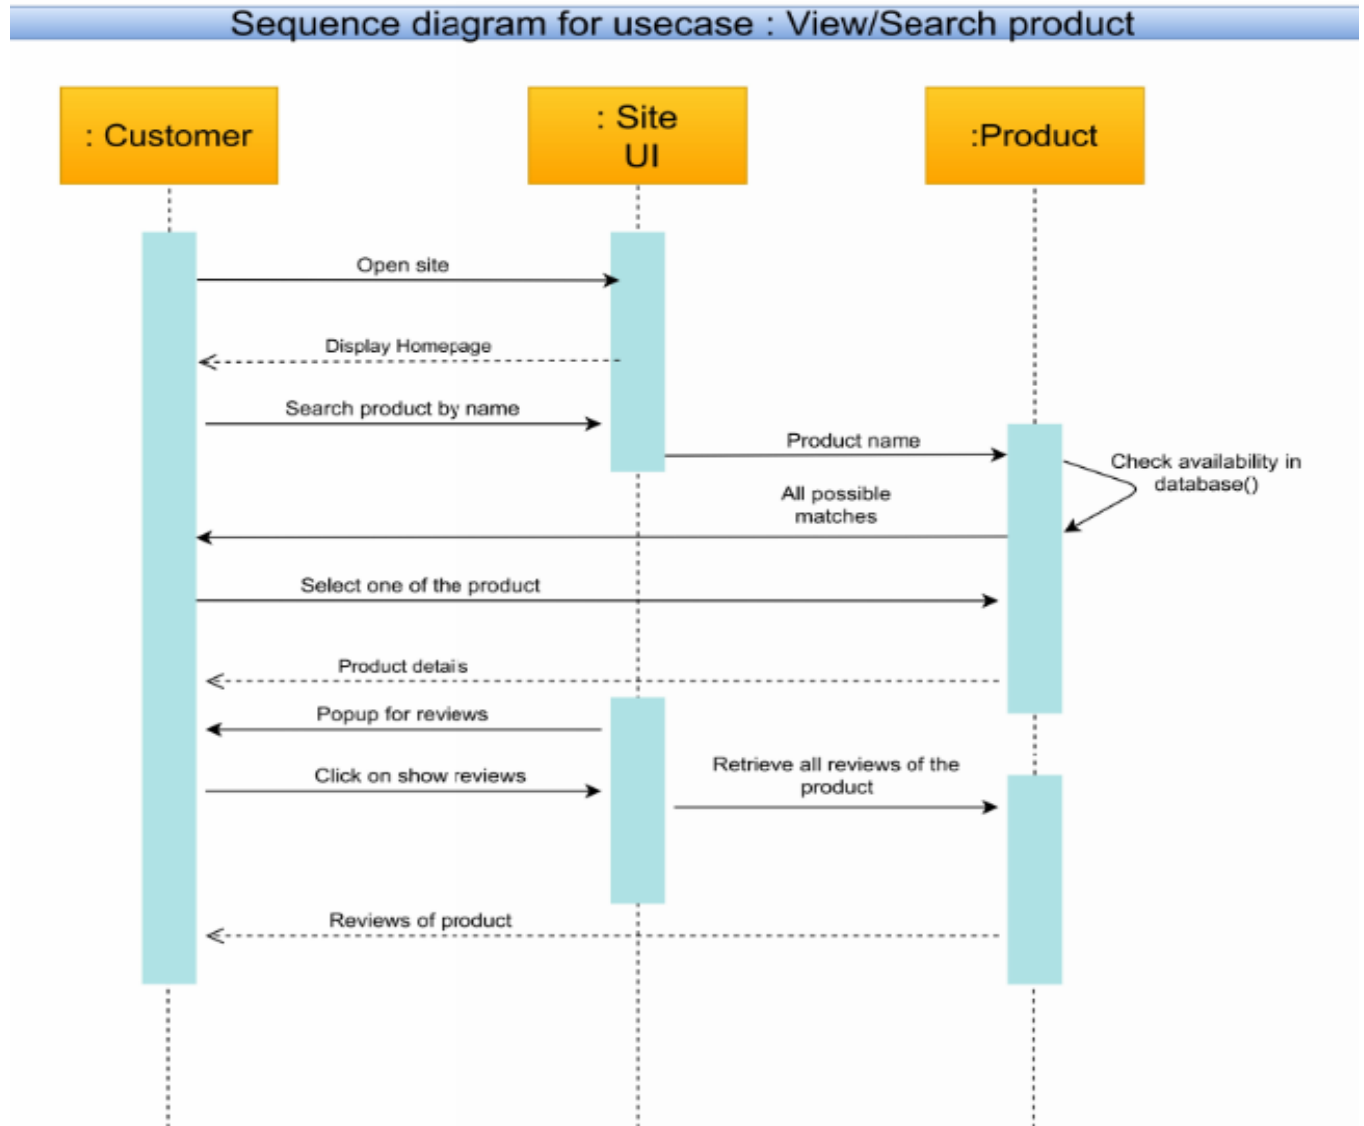 Sequence diagram for usecase : View/Search product
: Customer
: Site
UI
:Product
Open site
Display Homepage
Search product by name
Product name
Check availability in
database()
All possible
matches
Select one of the product
Product details
Popup for reviews
Retrieve all reviews of the
product
Click on show reviews
Reviews of product